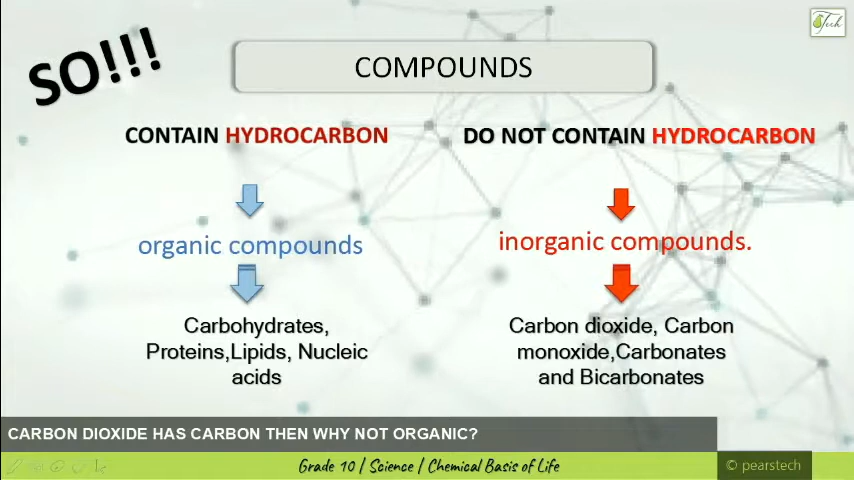 SO!!!
Tech
COMPOUNDS
CONTAIN HYDROCARBON
DO NOT CONTAIN HYDROCARBON
organic compounds
inorganic compounds.
Carbohydrates,
Proteins,Lipids, Nucleic
acids
Carbon dioxide, Carbon
monoxide,Carbonates
and Bicarbonates
CARBON DIOXIDE HAS CARBON THEN WHY NOT ORGANIC?
Grade 10 / Science / Chemical Basis of Life
© pearstech